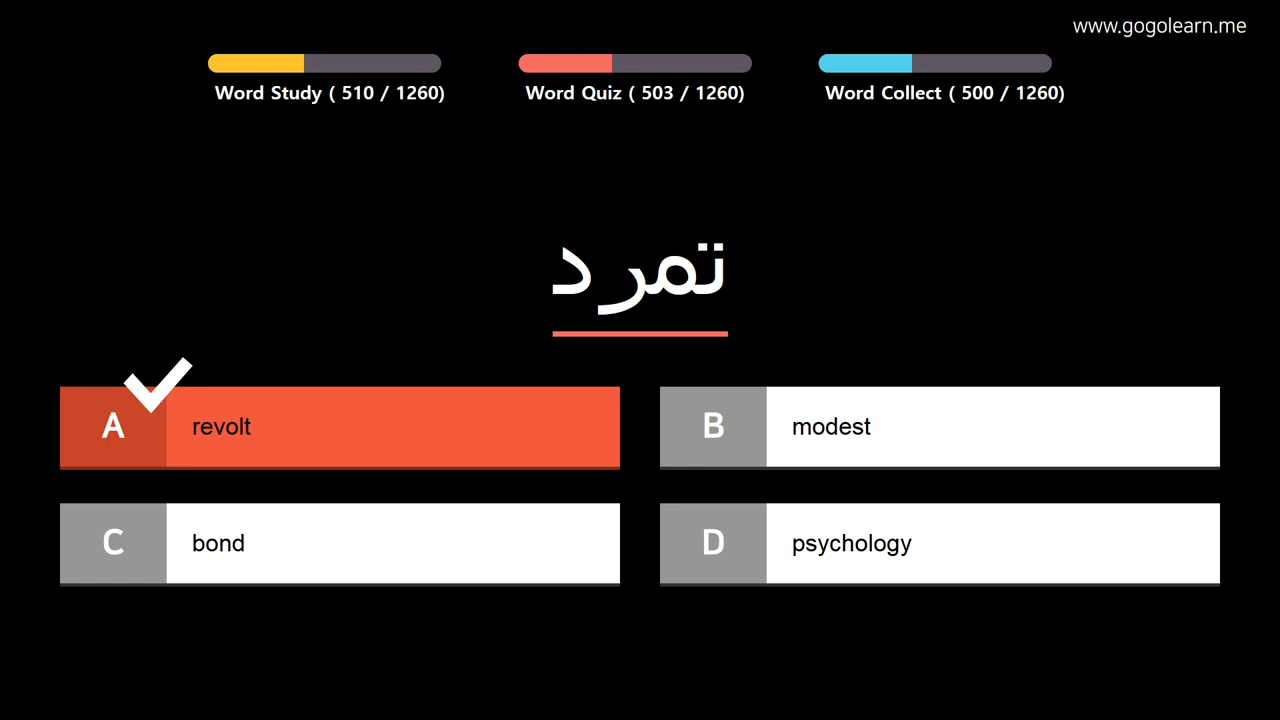 www.gogolearn.me
Word Study ( 510 / 1260)
Word Quiz ( 503 / 1260)
Word Collect ( 500 / 1260)
تمرد
A revolt
B modest
C bond
D psychology